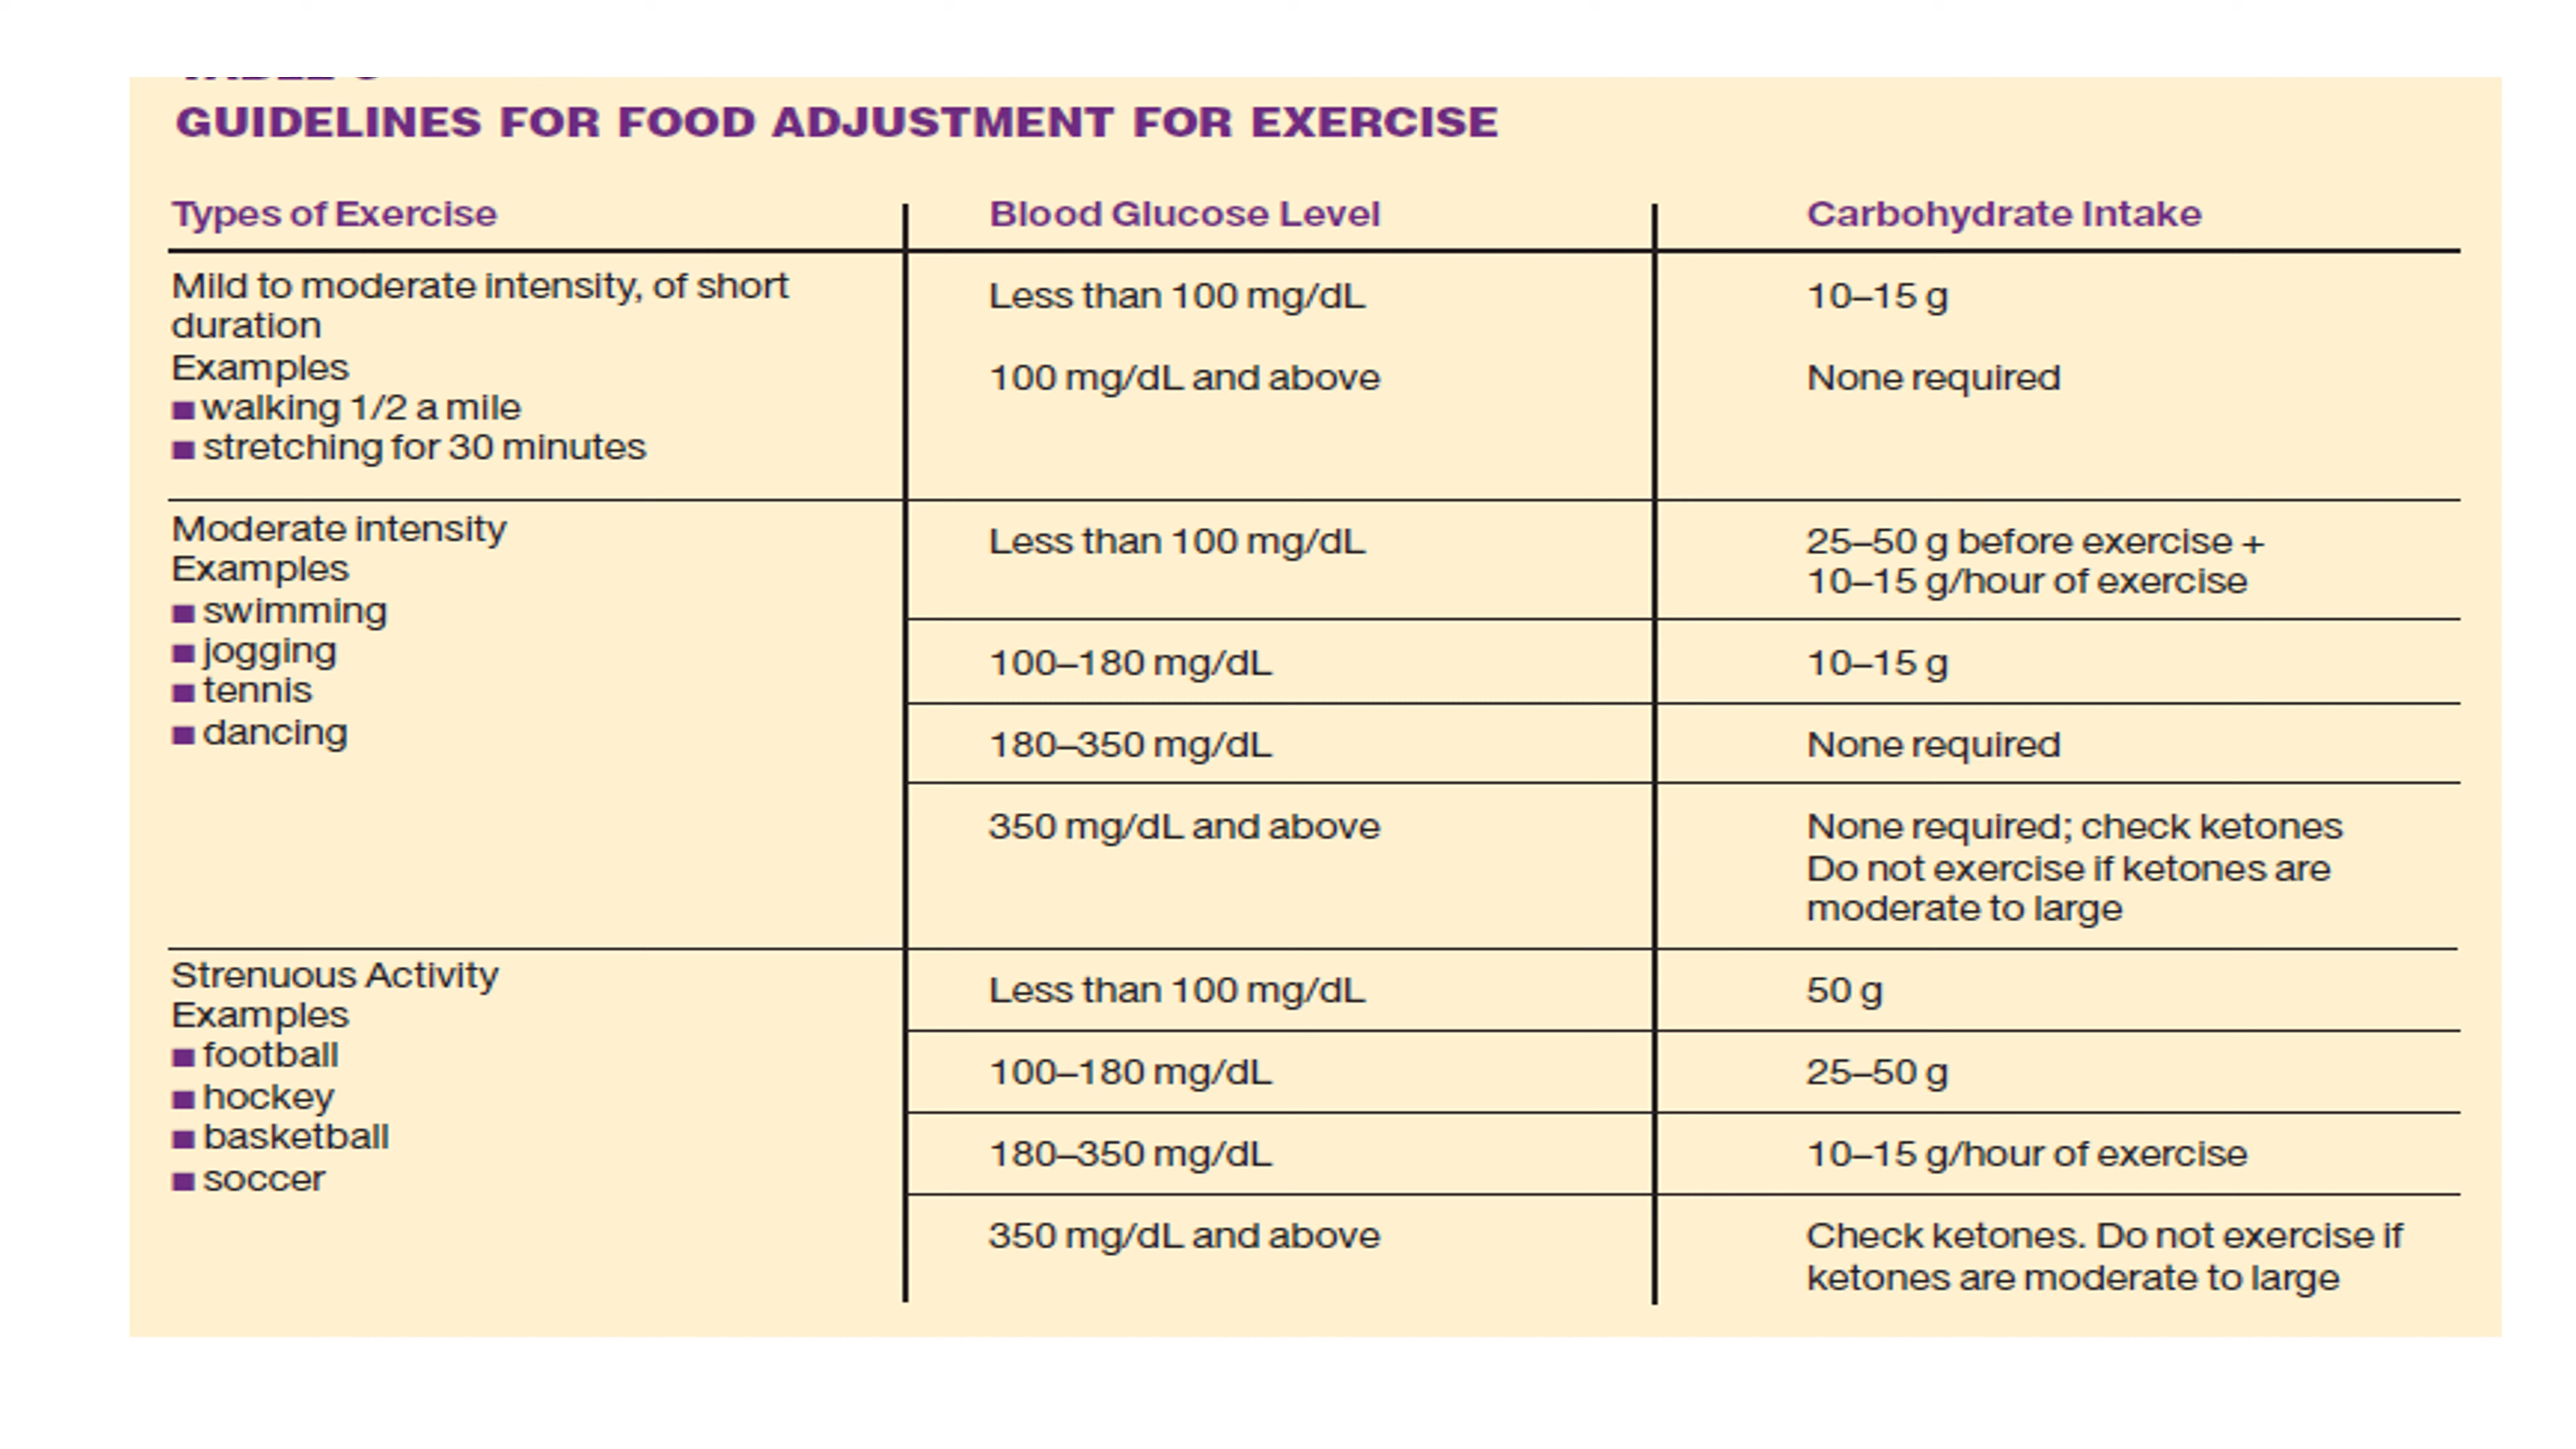 GUIDELINES FOR FOOD ADJUSTMENT FOR EXERCISE
Types of Exercise
Blood Glucose Level
Carbohydrate Intake
Mild to moderate intensity, of short
duration
Examples
■ walking 1/2 a mile
■ stretching for 30 minutes
Less than 100 mg/dL
10–15 g
100 mg/dL and above
None required
Moderate intensity
Examples
■ swimming
■ jogging
■ tennis
■ dancing
Less than 100 mg/dL
25–50 g before exercise +
10–15 g/hour of exercise
100–180 mg/dL
10–15 g
180–350 mg/dL
None required
350 mg/dL and above
None required; check ketones
Do not exercise if ketones are
moderate to large
Strenuous Activity
Examples
■ football
■ hockey
■ basketball
■ soccer
Less than 100 mg/dL
50 g
100–180 mg/dL
25–50 g
180–350 mg/dL
10–15 g/hour of exercise
350 mg/dL and above
Check ketones. Do not exercise if
ketones are moderate to large